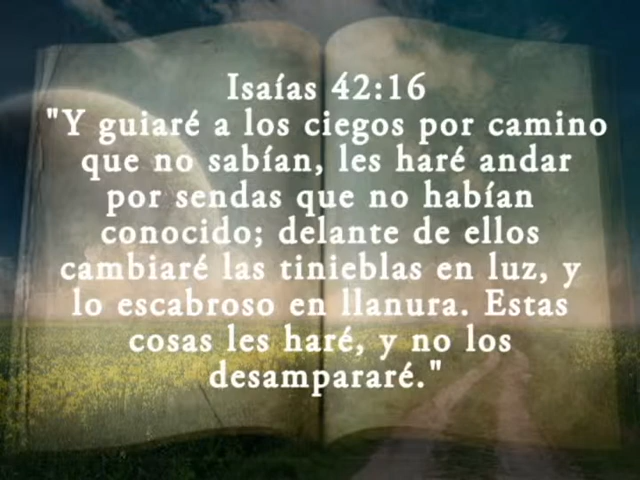 Isaías 42:16
"Y guiaré a los ciegos por camino
que no sabían, les haré andar
por sendas que no habían
conocido; delante de ellos
cambiaré las tinieblas en luz, y
lo escabroso en llanura. Estas
cosas les haré, y no los
desampararé."